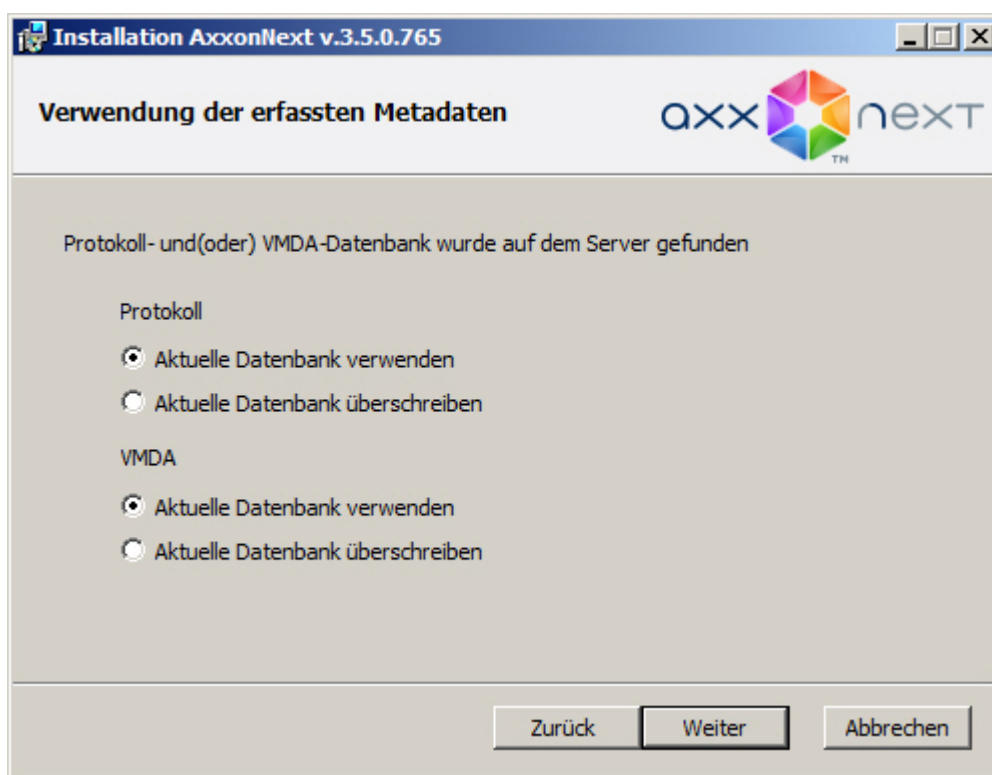 Installation AxxonNext v.3.5.0.765
Verwendung der erfassten Metadaten
axx next
TM
Protokoll- und(oder) VMDA-Datenbank wurde auf dem Server gefunden
Protokoll
Aktuelle Datenbank verwenden
Aktuelle Datenbank überschreiben
VMDA
Aktuelle Datenbank verwenden
Aktuelle Datenbank überschreiben
Zurück Weiter Abbrechen